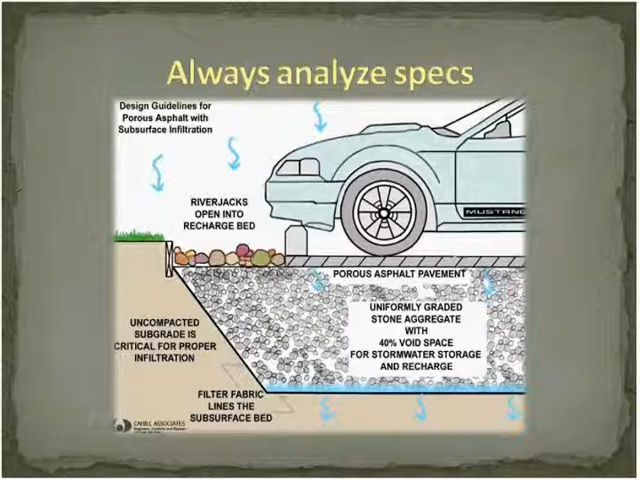 Always analyze specs
Design Guidelines for
Porous Asphalt with
Subsurface Infiltration
RIVERJACKS
OPEN INTO
RECHARGE BED
MUSTANG
POROUS ASPHALT PAVEMENT
UNIFORMLY GRADED
STONE AGGREGATE
WITH
40% VOID SPACE
FOR STORMWATER STORAGE
AND RECHARGE
UNCOMPACTED
SUBGRADE IS
CRITICAL FOR PROPER
INFILTRATION
FILTER FABRIC
LINES THE
SUBSURFACE BED
CAHILL ASSOCIATES